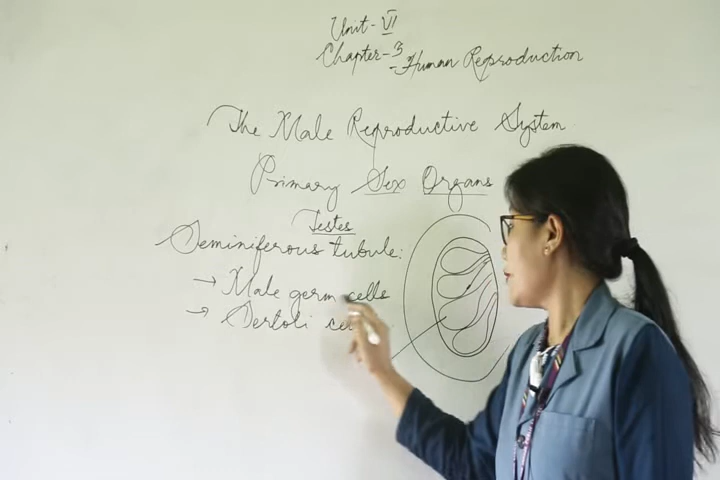 Unit-VI
Chapter-3
-Human Reproduction
The Male Reproductive System
Primary Sex Organs
Testes
Seminiferous tubule:
→ Male germ cells
→ Sertoli